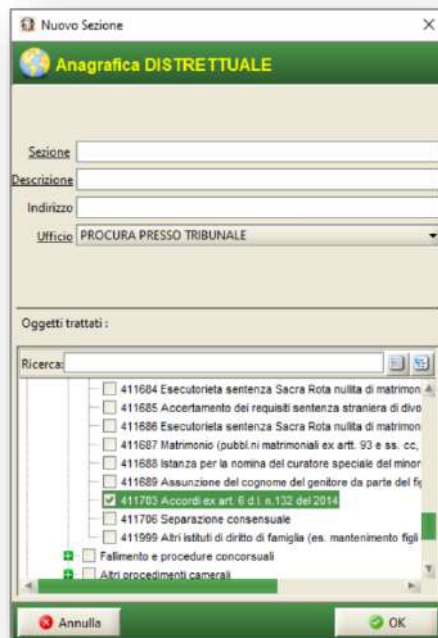 Nuovo Sezione
Anagrafica DISTRETTUALE
Sezione
Descrizione
Indirizzo
Ufficio PROCURA PRESSO TRIBUNALE
Oggetti trattati :
Ricerca:
411684 Esecutorieta sentenza Sacra Rota nullita di matrimon
411685 Accertamento dei requisiti sentenza straniera di divo
411686 Esecutorieta sentenza Sacra Rota nullita di matrimon
411687 Matrimonio (pubbl.ni matrimoniali ex artt. 93 e ss. cc,
411688 Istanza per la nomina del curatore speciale del minor
411689 Assunzione del cognome del genitore da parte del fig
411703 Accordi ex art. 6 d.l. n.132 del 2014
411706 Separazione consensuale
411999 Altri istituti di diritto di famiglia (es. mantenimento figli
Fallimento e procedure concorsuali
Altri procedimenti camerali
Annulla
OK